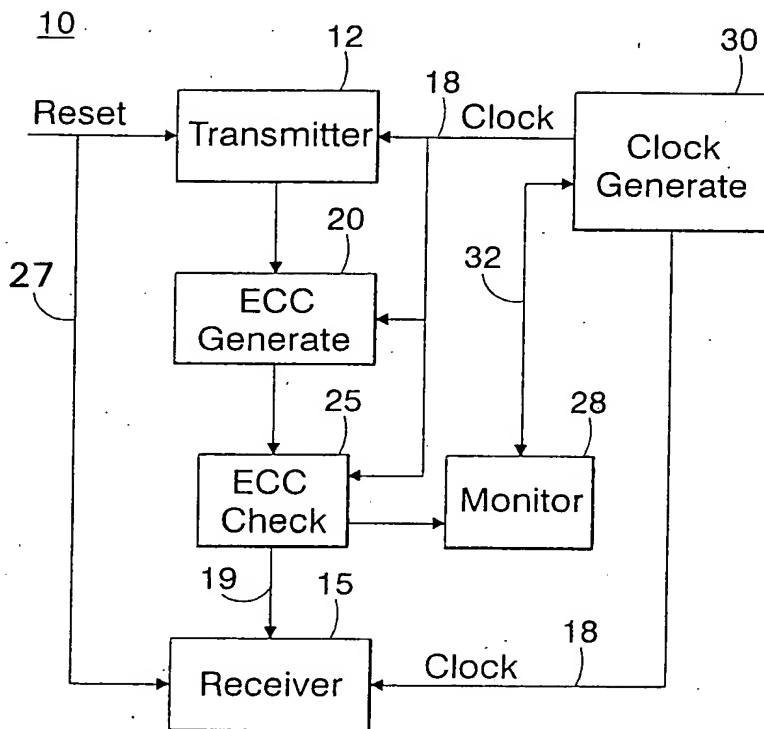 10
12
30
Reset
18
Clock
Transmitter
Clock
Generate
20
27
32
ECC
Generate
25
28
ECC
Check
Monitor
19
15
18
Clock
Receiver